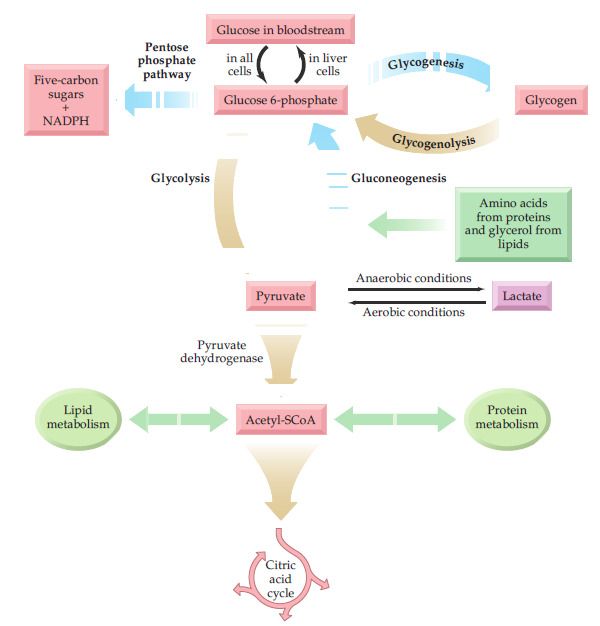 Glucose in bloodstream
Pentose
phosphate
pathway
in all
cells
in liver
cells
Glycogenesis
Five-carbon
sugars
+
NADPH
Glucose 6-phosphate
Glycogen
Glycogenolysis
Glycolysis
Gluconeogenesis
Amino acids
from proteins
and glycerol from
lipids
Anaerobic conditions
Pyruvate
Lactate
Aerobic conditions
Pyruvate
dehydrogenase
Lipid
metabolism
Acetyl-SCoA
Protein
metabolism
Citric
acid
cycle